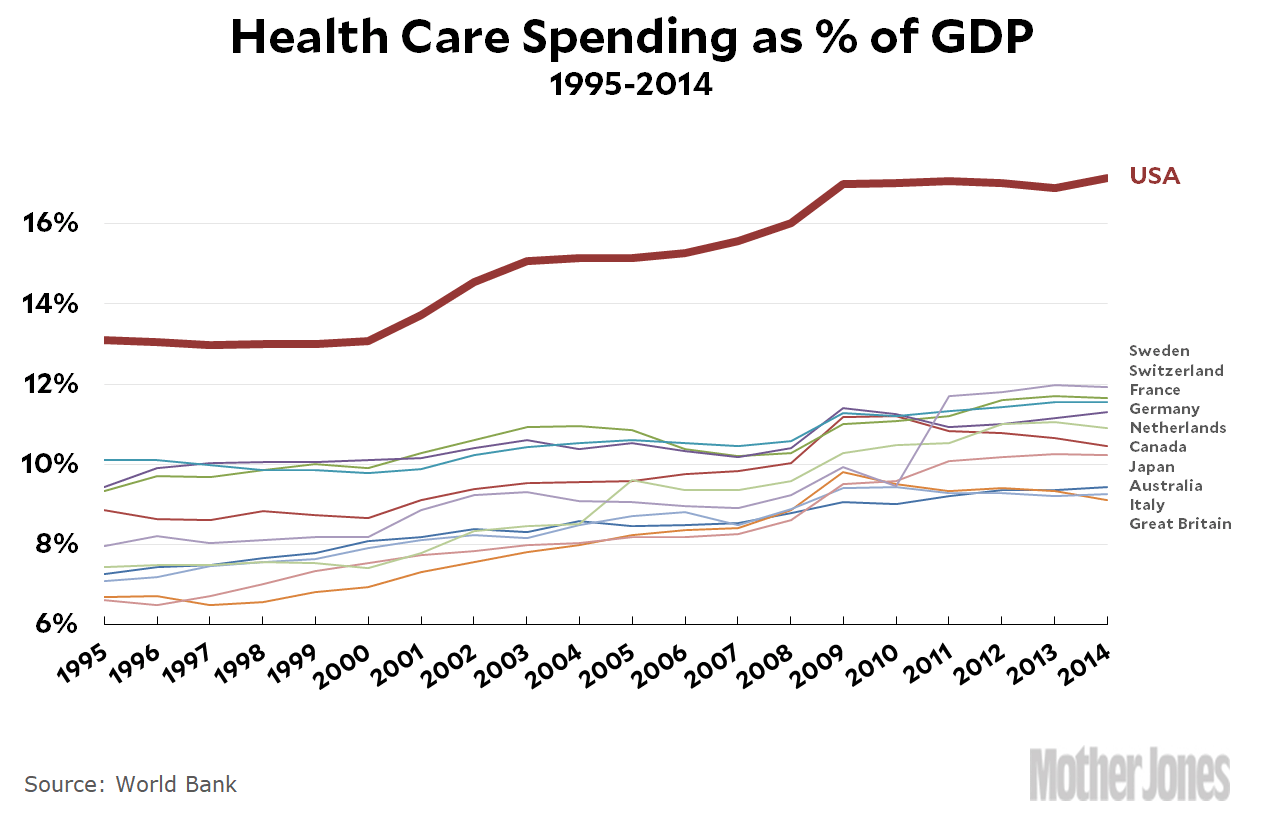 Health Care Spending as % of GDP
1995-2014
USA
16%
14%
Sweden
Switzerland
12%
France
Germany
Netherlands
Canada
10%
Japan
Australia
Italy
Great Britain
8%
6%
1995 1996 1997 1998 1999 2000 2001 2002 2003 2004 2005 2006 2007 2008 2009 2010 2011 2012 2013 2014
Source: World Bank
Mother Jones